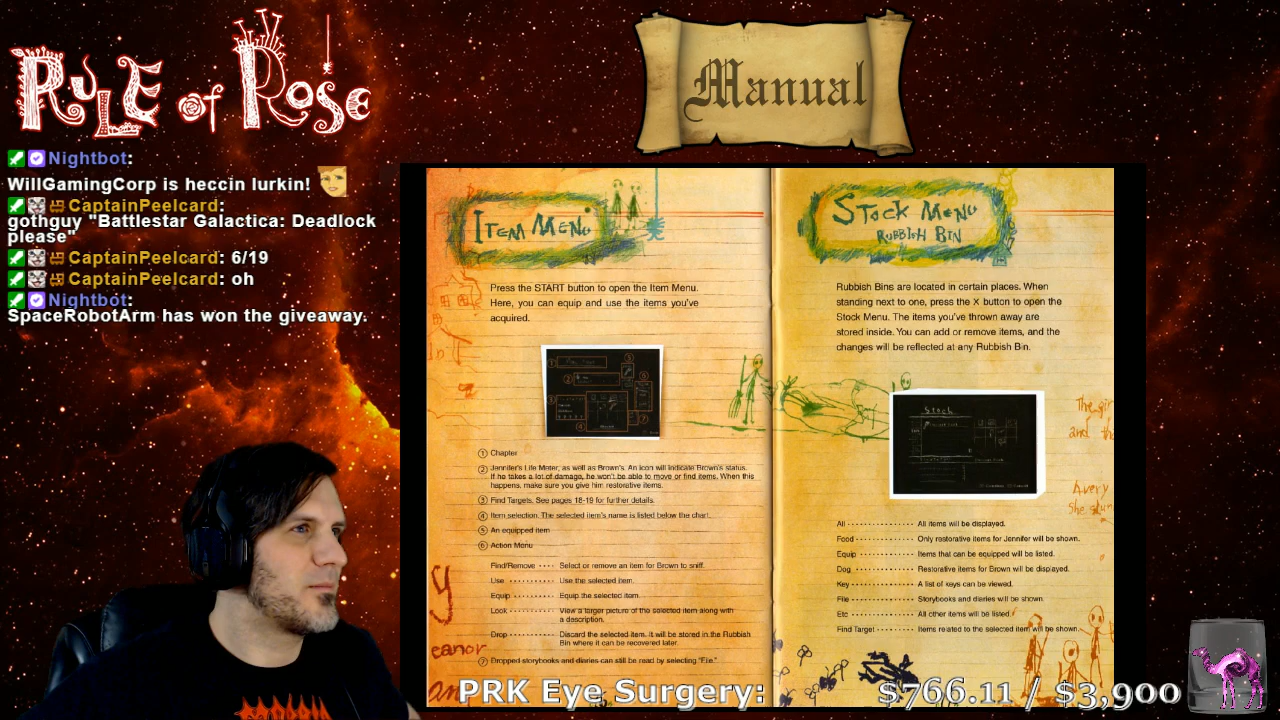 RULE of ROSE
Manual
Nightbot:
WillGamingCorp is heccin lurkin!
CaptainPeelcard:
gothguy "Battlestar Galactica: Deadlock
please"
CaptainPeelcard: 6/19
CaptainPeelcard: oh
Nightbot:
SpaceRobotArm has won the giveaway.
ITEM MENU
Press the START button to open the Item Menu.
Here, you can equip and use the items you've
acquired.
① Chapter
② Jennifer's Life Meter, as well as Brown's. An icon will indicate Brown's status.
If he takes a lot of damage, he won't be able to move or find items. When this
happens, make sure you give him restorative items.
③ Find Targets. See pages 18-19 for further details.
④ Item selection. The selected item's name is listed below the chart.
⑤ An equipped item
⑥ Action Menu
Find/Remove ···· Select or remove an item for Brown to sniff.
Use ·········· Use the selected item.
Equip ········ Equip the selected item.
Look ········· View a larger picture of the selected item along with
a description.
Drop ·········· Discard the selected item. It will be stored in the Rubbish
Bin where it can be recovered later.
⑦ Dropped storybooks and diaries can still be read by selecting "File."
eanor
STOCK MENU
RUBBISH BIN
Rubbish Bins are located in certain places. When
standing next to one, press the X button to open the
Stock Menu. The items you've thrown away are
stored inside. You can add or remove items, and the
changes will be reflected at any Rubbish Bin.
Stock
The gir
and th
Avery
She
All ·············· All items will be displayed.
Food ············ Only restorative items for Jennifer will be shown.
Equip ··········· Items that can be equipped will be listed.
Dog ············· Restorative items for Brown will be displayed.
Key ············· A list of keys can be viewed.
File ·············· Storybooks and diaries will be shown.
Etc ·············· All other items will be listed.
Find Target ········ Items related to the selected item will be shown.
PRK Eye Surgery: $766.11 / $3,900